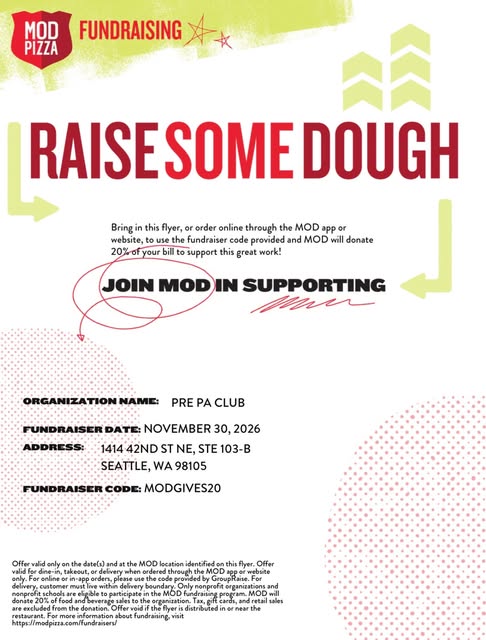 MOD
PIZZA
FUNDRAISING
RAISE SOME DOUGH
Bring in this flyer, or order online through the MOD app or
website, to use the fundraiser code provided and MOD will donate
20% of your bill to support this great work!
JOIN MOD IN SUPPORTING
ORGANIZATION NAME: PRE PA CLUB
FUNDRAISER DATE: NOVEMBER 30, 2026
ADDRESS: 1414 42ND ST NE, STE 103-B
SEATTLE, WA 98105
FUNDRAISER CODE: MODGIVES20
Offer valid only on the date(s) and at the MOD location identified on this flyer. Offer
valid for dine-in, takeout, or delivery when ordered through the MOD app or website
only. For online or in-app orders, please use the code provided by GroupRaise. For
delivery, customer must live within delivery boundary. Only nonprofit organizations and
nonprofit schools are eligible to participate in the MOD fundraising program. MOD will
donate 20% of food and beverage sales to the organization. Tax, gift cards, and retail sales
are excluded from the donation. Offer void if the flyer is distributed in or near the
restaurant. For more information about fundraising, visit
https://modpizza.com/fundraisers/